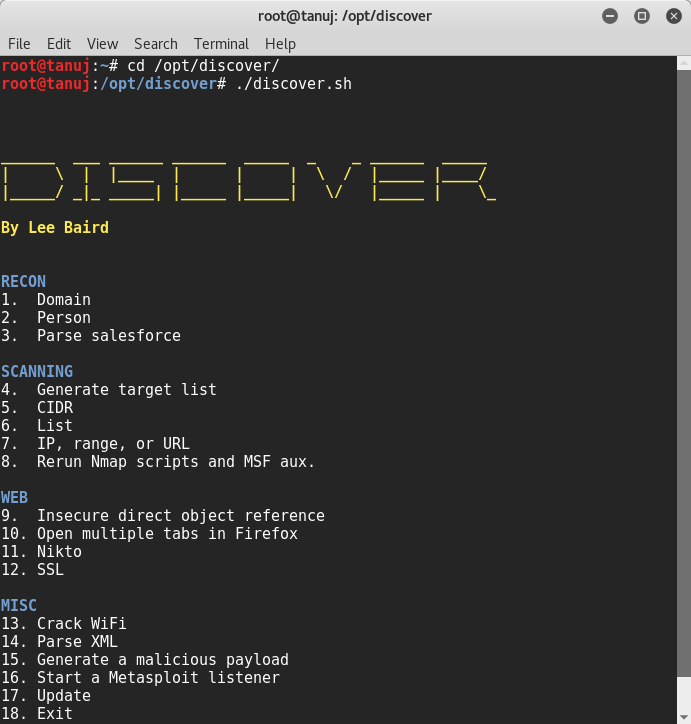 root@tanuj: /opt/discover
File Edit View Search Terminal Help
root@tanuj:~# cd /opt/discover/
root@tanuj:/opt/discover# ./discover.sh
DISCOVER
By Lee Baird
RECON
1. Domain
2. Person
3. Parse salesforce
SCANNING
4. Generate target list
5. CIDR
6. List
7. IP, range, or URL
8. Rerun Nmap scripts and MSF aux.
WEB
9. Insecure direct object reference
10. Open multiple tabs in Firefox
11. Nikto
12. SSL
MISC
13. Crack WiFi
14. Parse XML
15. Generate a malicious payload
16. Start a Metasploit listener
17. Update
18. Exit